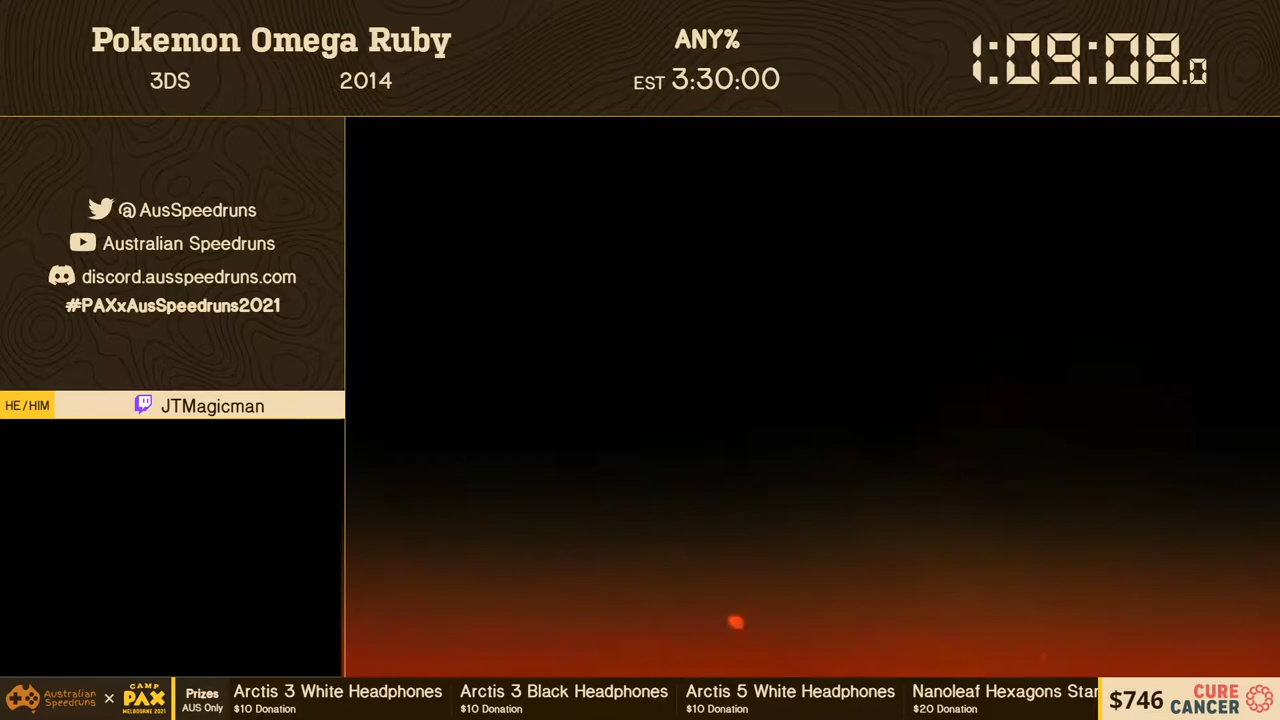 Pokemon Omega Ruby
3DS 2014
ANY%
EST 3:30:00
1:09:08.0
@AusSpeedruns
Australian Speedruns
discord.ausspeedruns.com
#PAXxAusSpeedruns2021
HE/HIM JTMagicman
Australian Speedruns × CAMP PAX MELBOURNE 2021
Prizes
AUS Only
Arctis 3 White Headphones
$10 Donation
Arctis 3 Black Headphones
$10 Donation
Arctis 5 White Headphones
$10 Donation
Nanoleaf Hexagons Star
$20 Donation
$746 CURE CANCER